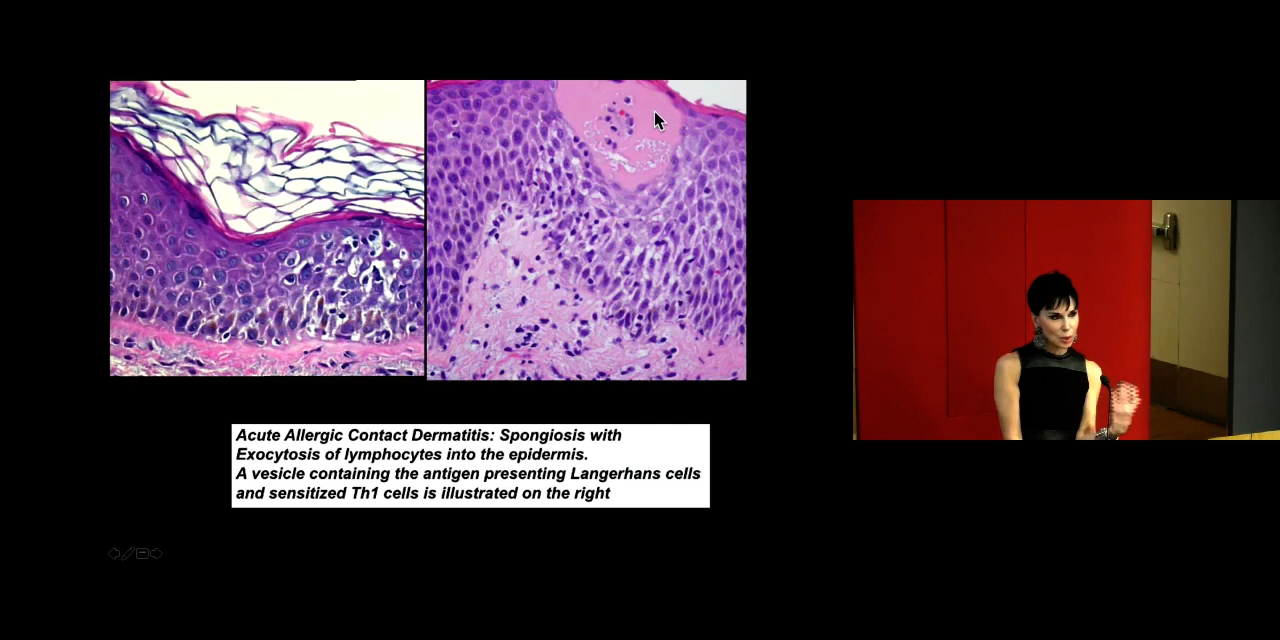 Acute Allergic Contact Dermatitis: Spongiosis with
Exocytosis of lymphocytes into the epidermis.
A vesicle containing the antigen presenting Langerhans cells
and sensitized Th1 cells is illustrated on the right